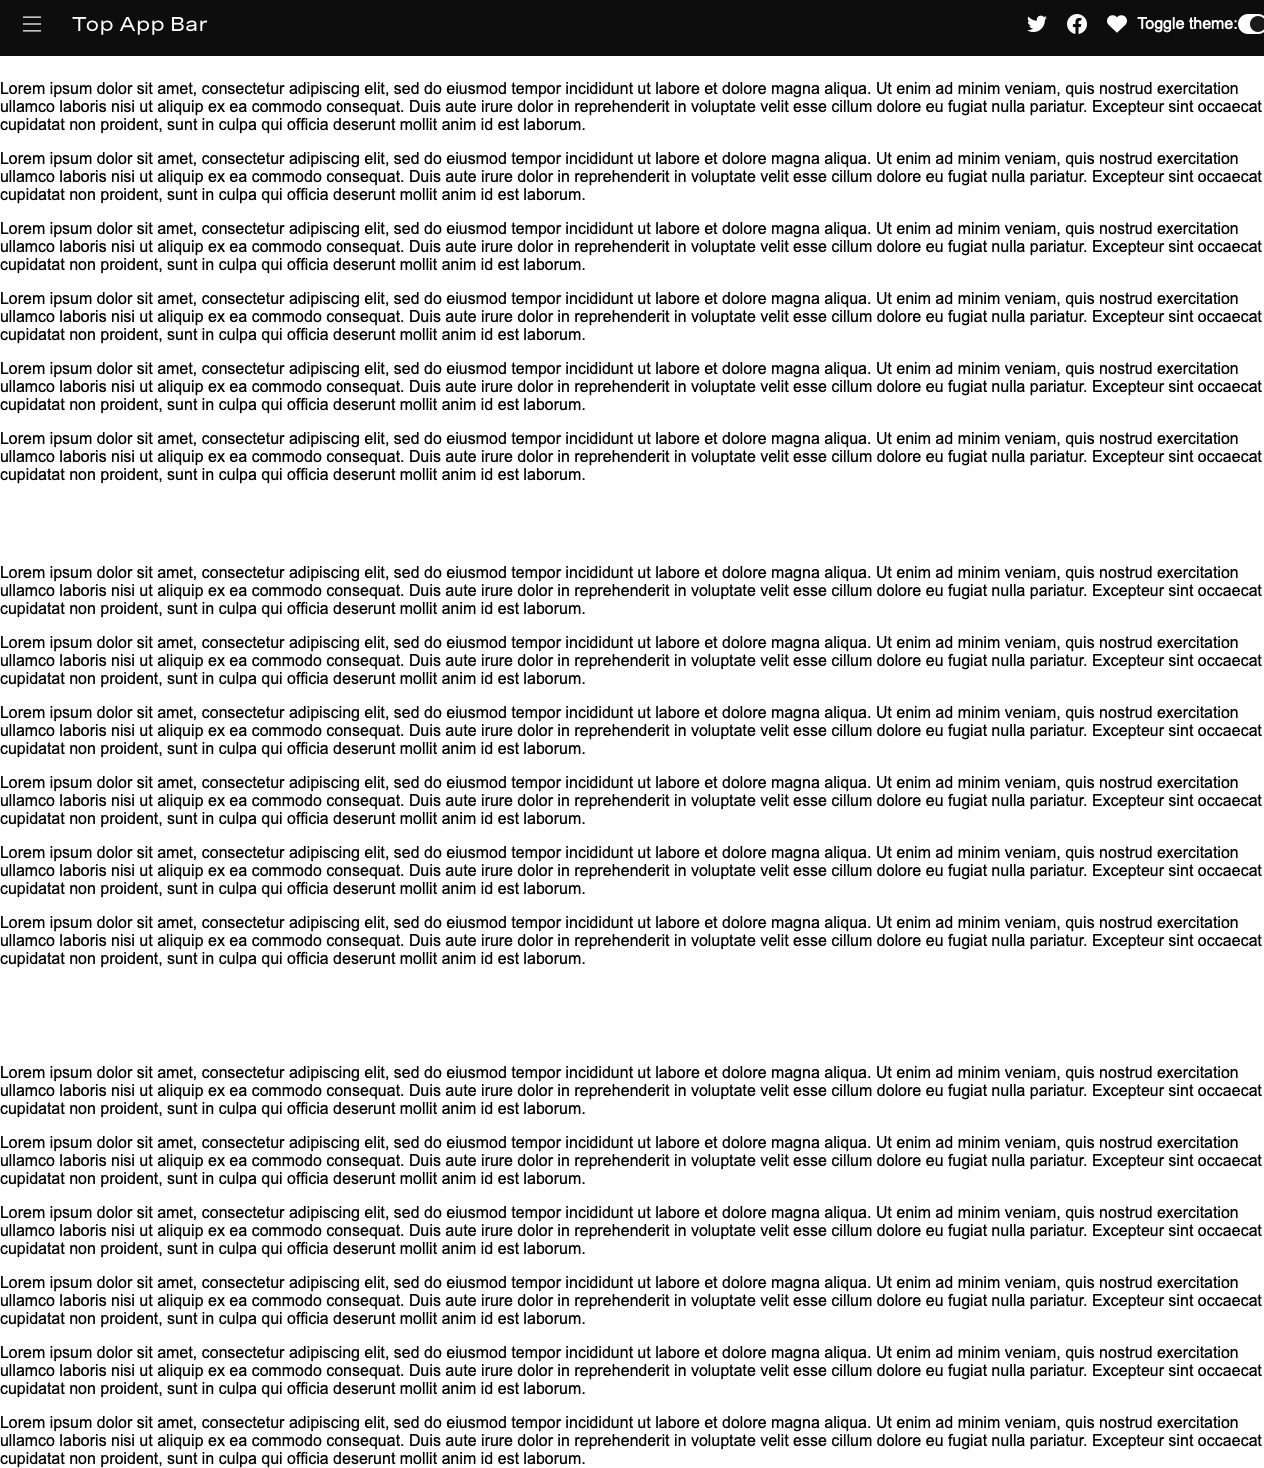 Top App Bar
Toggle theme:
Lorem ipsum dolor sit amet, consectetur adipiscing elit, sed do eiusmod tempor incididunt ut labore et dolore magna aliqua. Ut enim ad minim veniam, quis nostrud exercitation
ullamco laboris nisi ut aliquip ex ea commodo consequat. Duis aute irure dolor in reprehenderit in voluptate velit esse cillum dolore eu fugiat nulla pariatur. Excepteur sint occaecat
cupidatat non proident, sunt in culpa qui officia deserunt mollit anim id est laborum.
Lorem ipsum dolor sit amet, consectetur adipiscing elit, sed do eiusmod tempor incididunt ut labore et dolore magna aliqua. Ut enim ad minim veniam, quis nostrud exercitation
ullamco laboris nisi ut aliquip ex ea commodo consequat. Duis aute irure dolor in reprehenderit in voluptate velit esse cillum dolore eu fugiat nulla pariatur. Excepteur sint occaecat
cupidatat non proident, sunt in culpa qui officia deserunt mollit anim id est laborum.
Lorem ipsum dolor sit amet, consectetur adipiscing elit, sed do eiusmod tempor incididunt ut labore et dolore magna aliqua. Ut enim ad minim veniam, quis nostrud exercitation
ullamco laboris nisi ut aliquip ex ea commodo consequat. Duis aute irure dolor in reprehenderit in voluptate velit esse cillum dolore eu fugiat nulla pariatur. Excepteur sint occaecat
cupidatat non proident, sunt in culpa qui officia deserunt mollit anim id est laborum.
Lorem ipsum dolor sit amet, consectetur adipiscing elit, sed do eiusmod tempor incididunt ut labore et dolore magna aliqua. Ut enim ad minim veniam, quis nostrud exercitation
ullamco laboris nisi ut aliquip ex ea commodo consequat. Duis aute irure dolor in reprehenderit in voluptate velit esse cillum dolore eu fugiat nulla pariatur. Excepteur sint occaecat
cupidatat non proident, sunt in culpa qui officia deserunt mollit anim id est laborum.
Lorem ipsum dolor sit amet, consectetur adipiscing elit, sed do eiusmod tempor incididunt ut labore et dolore magna aliqua. Ut enim ad minim veniam, quis nostrud exercitation
ullamco laboris nisi ut aliquip ex ea commodo consequat. Duis aute irure dolor in reprehenderit in voluptate velit esse cillum dolore eu fugiat nulla pariatur. Excepteur sint occaecat
cupidatat non proident, sunt in culpa qui officia deserunt mollit anim id est laborum.
Lorem ipsum dolor sit amet, consectetur adipiscing elit, sed do eiusmod tempor incididunt ut labore et dolore magna aliqua. Ut enim ad minim veniam, quis nostrud exercitation
ullamco laboris nisi ut aliquip ex ea commodo consequat. Duis aute irure dolor in reprehenderit in voluptate velit esse cillum dolore eu fugiat nulla pariatur. Excepteur sint occaecat
cupidatat non proident, sunt in culpa qui officia deserunt mollit anim id est laborum.
Lorem ipsum dolor sit amet, consectetur adipiscing elit, sed do eiusmod tempor incididunt ut labore et dolore magna aliqua. Ut enim ad minim veniam, quis nostrud exercitation
ullamco laboris nisi ut aliquip ex ea commodo consequat. Duis aute irure dolor in reprehenderit in voluptate velit esse cillum dolore eu fugiat nulla pariatur. Excepteur sint occaecat
cupidatat non proident, sunt in culpa qui officia deserunt mollit anim id est laborum.
Lorem ipsum dolor sit amet, consectetur adipiscing elit, sed do eiusmod tempor incididunt ut labore et dolore magna aliqua. Ut enim ad minim veniam, quis nostrud exercitation
ullamco laboris nisi ut aliquip ex ea commodo consequat. Duis aute irure dolor in reprehenderit in voluptate velit esse cillum dolore eu fugiat nulla pariatur. Excepteur sint occaecat
cupidatat non proident, sunt in culpa qui officia deserunt mollit anim id est laborum.
Lorem ipsum dolor sit amet, consectetur adipiscing elit, sed do eiusmod tempor incididunt ut labore et dolore magna aliqua. Ut enim ad minim veniam, quis nostrud exercitation
ullamco laboris nisi ut aliquip ex ea commodo consequat. Duis aute irure dolor in reprehenderit in voluptate velit esse cillum dolore eu fugiat nulla pariatur. Excepteur sint occaecat
cupidatat non proident, sunt in culpa qui officia deserunt mollit anim id est laborum.
Lorem ipsum dolor sit amet, consectetur adipiscing elit, sed do eiusmod tempor incididunt ut labore et dolore magna aliqua. Ut enim ad minim veniam, quis nostrud exercitation
ullamco laboris nisi ut aliquip ex ea commodo consequat. Duis aute irure dolor in reprehenderit in voluptate velit esse cillum dolore eu fugiat nulla pariatur. Excepteur sint occaecat
cupidatat non proident, sunt in culpa qui officia deserunt mollit anim id est laborum.
Lorem ipsum dolor sit amet, consectetur adipiscing elit, sed do eiusmod tempor incididunt ut labore et dolore magna aliqua. Ut enim ad minim veniam, quis nostrud exercitation
ullamco laboris nisi ut aliquip ex ea commodo consequat. Duis aute irure dolor in reprehenderit in voluptate velit esse cillum dolore eu fugiat nulla pariatur. Excepteur sint occaecat
cupidatat non proident, sunt in culpa qui officia deserunt mollit anim id est laborum.
Lorem ipsum dolor sit amet, consectetur adipiscing elit, sed do eiusmod tempor incididunt ut labore et dolore magna aliqua. Ut enim ad minim veniam, quis nostrud exercitation
ullamco laboris nisi ut aliquip ex ea commodo consequat. Duis aute irure dolor in reprehenderit in voluptate velit esse cillum dolore eu fugiat nulla pariatur. Excepteur sint occaecat
cupidatat non proident, sunt in culpa qui officia deserunt mollit anim id est laborum.
Lorem ipsum dolor sit amet, consectetur adipiscing elit, sed do eiusmod tempor incididunt ut labore et dolore magna aliqua. Ut enim ad minim veniam, quis nostrud exercitation
ullamco laboris nisi ut aliquip ex ea commodo consequat. Duis aute irure dolor in reprehenderit in voluptate velit esse cillum dolore eu fugiat nulla pariatur. Excepteur sint occaecat
cupidatat non proident, sunt in culpa qui officia deserunt mollit anim id est laborum.
Lorem ipsum dolor sit amet, consectetur adipiscing elit, sed do eiusmod tempor incididunt ut labore et dolore magna aliqua. Ut enim ad minim veniam, quis nostrud exercitation
ullamco laboris nisi ut aliquip ex ea commodo consequat. Duis aute irure dolor in reprehenderit in voluptate velit esse cillum dolore eu fugiat nulla pariatur. Excepteur sint occaecat
cupidatat non proident, sunt in culpa qui officia deserunt mollit anim id est laborum.
Lorem ipsum dolor sit amet, consectetur adipiscing elit, sed do eiusmod tempor incididunt ut labore et dolore magna aliqua. Ut enim ad minim veniam, quis nostrud exercitation
ullamco laboris nisi ut aliquip ex ea commodo consequat. Duis aute irure dolor in reprehenderit in voluptate velit esse cillum dolore eu fugiat nulla pariatur. Excepteur sint occaecat
cupidatat non proident, sunt in culpa qui officia deserunt mollit anim id est laborum.
Lorem ipsum dolor sit amet, consectetur adipiscing elit, sed do eiusmod tempor incididunt ut labore et dolore magna aliqua. Ut enim ad minim veniam, quis nostrud exercitation
ullamco laboris nisi ut aliquip ex ea commodo consequat. Duis aute irure dolor in reprehenderit in voluptate velit esse cillum dolore eu fugiat nulla pariatur. Excepteur sint occaecat
cupidatat non proident, sunt in culpa qui officia deserunt mollit anim id est laborum.
Lorem ipsum dolor sit amet, consectetur adipiscing elit, sed do eiusmod tempor incididunt ut labore et dolore magna aliqua. Ut enim ad minim veniam, quis nostrud exercitation
ullamco laboris nisi ut aliquip ex ea commodo consequat. Duis aute irure dolor in reprehenderit in voluptate velit esse cillum dolore eu fugiat nulla pariatur. Excepteur sint occaecat
cupidatat non proident, sunt in culpa qui officia deserunt mollit anim id est laborum.
Lorem ipsum dolor sit amet, consectetur adipiscing elit, sed do eiusmod tempor incididunt ut labore et dolore magna aliqua. Ut enim ad minim veniam, quis nostrud exercitation
ullamco laboris nisi ut aliquip ex ea commodo consequat. Duis aute irure dolor in reprehenderit in voluptate velit esse cillum dolore eu fugiat nulla pariatur. Excepteur sint occaecat
cupidatat non proident, sunt in culpa qui officia deserunt mollit anim id est laborum.